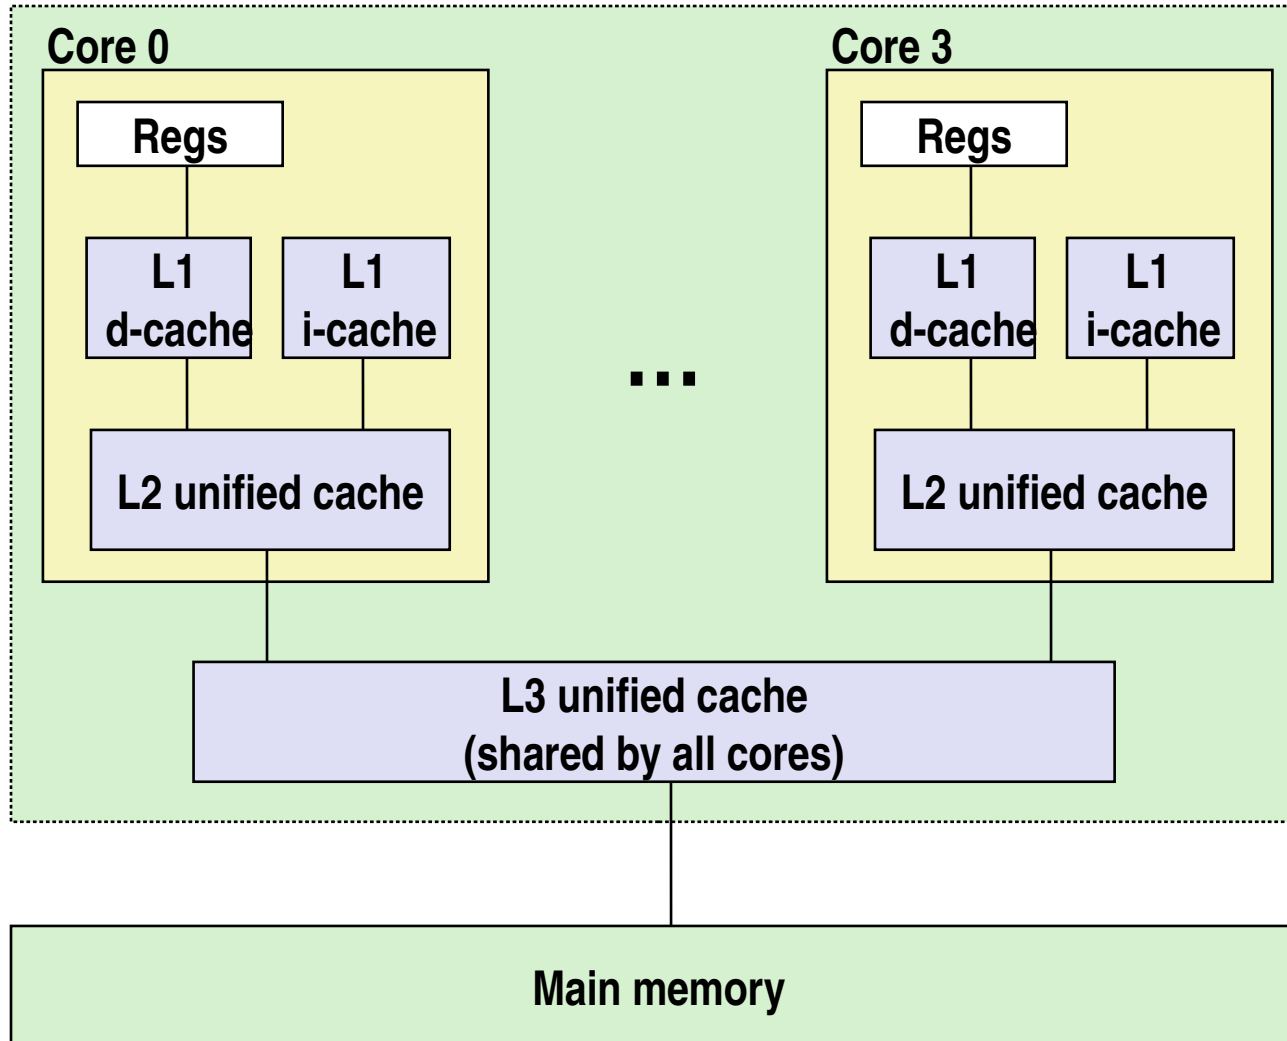 Core 0
Regs
L1
d-cache
L1
i-cache
L2 unified cache
...
Core 3
Regs
L1
d-cache
L1
i-cache
L2 unified cache
L3 unified cache
(shared by all cores)
Main memory